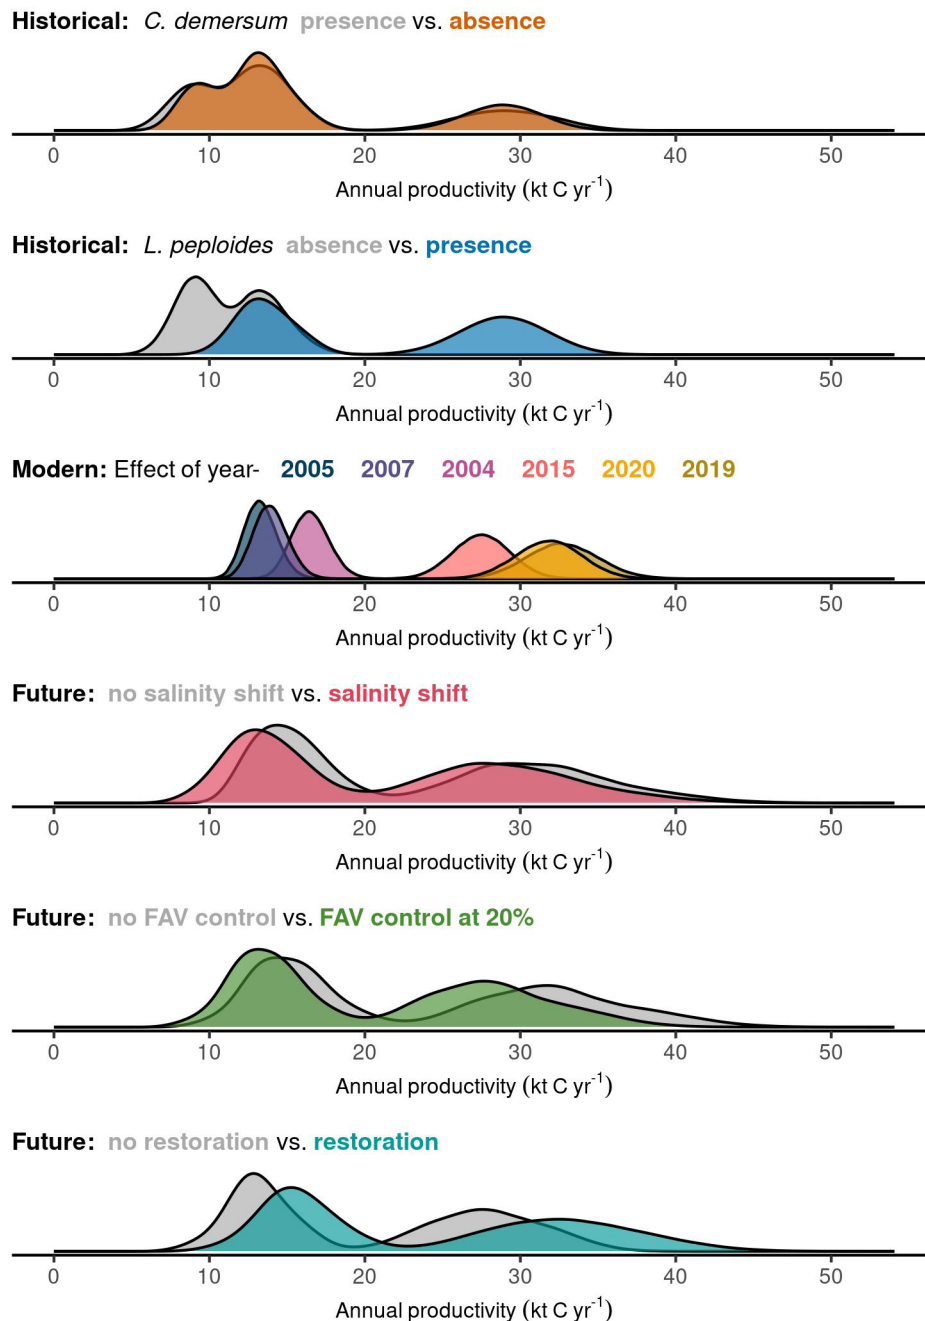 Historical: C. demersum presence vs. absence
0 10 20 30 40 50
Annual productivity (kt C yr⁻¹)
Historical: L. peploides absence vs. presence
0 10 20 30 40 50
Annual productivity (kt C yr⁻¹)
Modern: Effect of year- 2005 2007 2004 2015 2020 2019
0 10 20 30 40 50
Annual productivity (kt C yr⁻¹)
Future: no salinity shift vs. salinity shift
0 10 20 30 40 50
Annual productivity (kt C yr⁻¹)
Future: no FAV control vs. FAV control at 20%
0 10 20 30 40 50
Annual productivity (kt C yr⁻¹)
Future: no restoration vs. restoration
0 10 20 30 40 50
Annual productivity (kt C yr⁻¹)